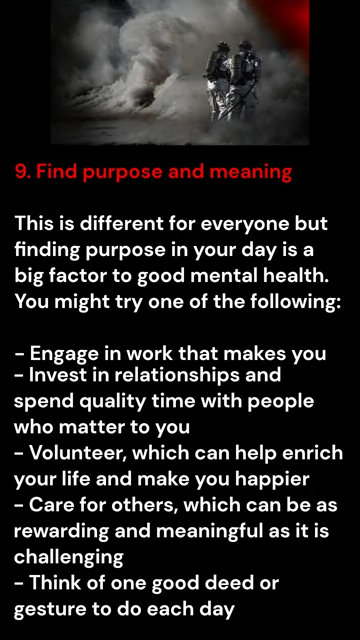 9. Find purpose and meaning
This is different for everyone but
finding purpose in your day is a
big factor to good mental health.
You might try one of the following:
- Engage in work that makes you
- Invest in relationships and
spend quality time with people
who matter to you
- Volunteer, which can help enrich
your life and make you happier
- Care for others, which can be as
rewarding and meaningful as it is
challenging
- Think of one good deed or
gesture to do each day